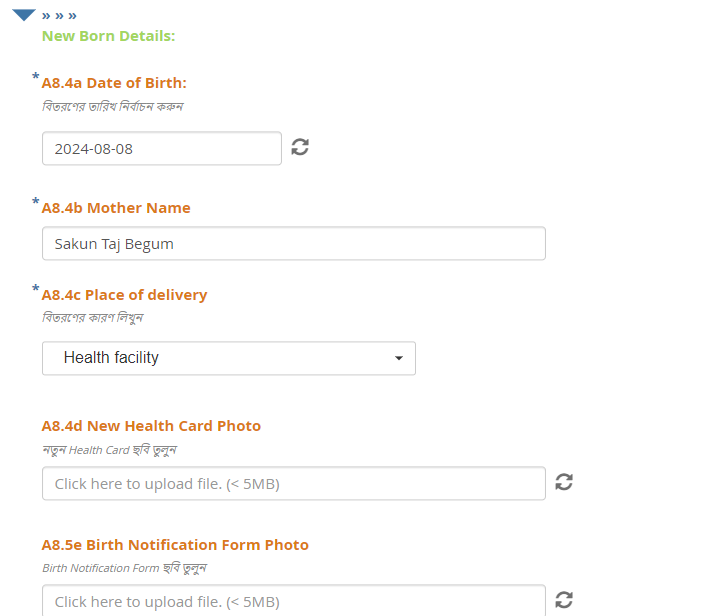 » » »
New Born Details:
* A8.4a Date of Birth:
বিতরণের তারিখ নির্বাচন করুন
2024-08-08
* A8.4b Mother Name
Sakun Taj Begum
* A8.4c Place of delivery
বিতরণের কারণ লিখুন
Health facility
A8.4d New Health Card Photo
নতুন Health Card ছবি তুলুন
Click here to upload file. (< 5MB)
A8.5e Birth Notification Form Photo
Birth Notification Form ছবি তুলুন
Click here to upload file. (< 5MB)